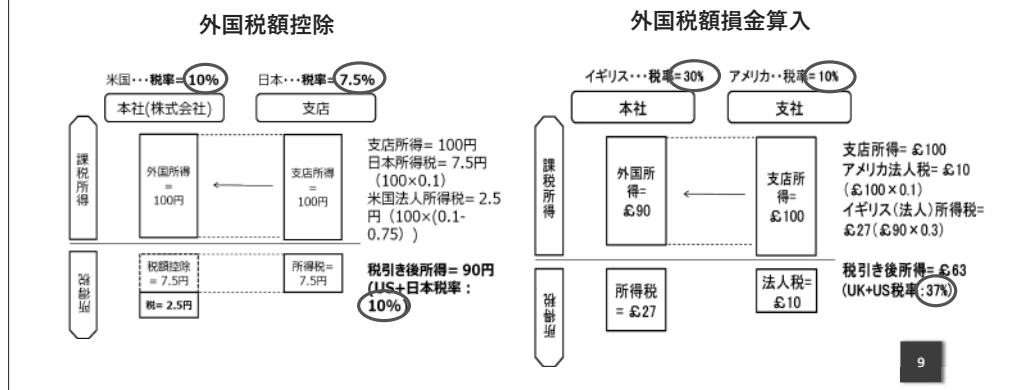 外国税額控除
米国･･･税率=10%
日本･･･税率=7.5%
本社(株式会社)
支店
課税所得
外国所得
=
100円
支店所得
=
100円
支店所得= 100円
日本所得税= 7.5円
(100×0.1)
米国法人所得税= 2.5
円 (100×(0.1-
0.75) )
所得税
税額控除
= 7.5円
税= 2.5円
所得税=
7.5円
税引き後所得= 90円
(US+日本税率:
10%)
外国税額損金算入
イギリス･･･税率=30%
アメリカ･･税率=10%
本社
支社
課税所得
外国所
得=
£90
支店所
得=
£100
支店所得= £100
アメリカ法人税= £10
(£100×0.1)
イギリス(法人)所得税=
£27(£90×0.3)
所得税
所得税
= £27
法人税=
£10
税引き後所得= £63
(UK+US税率:37%)
9